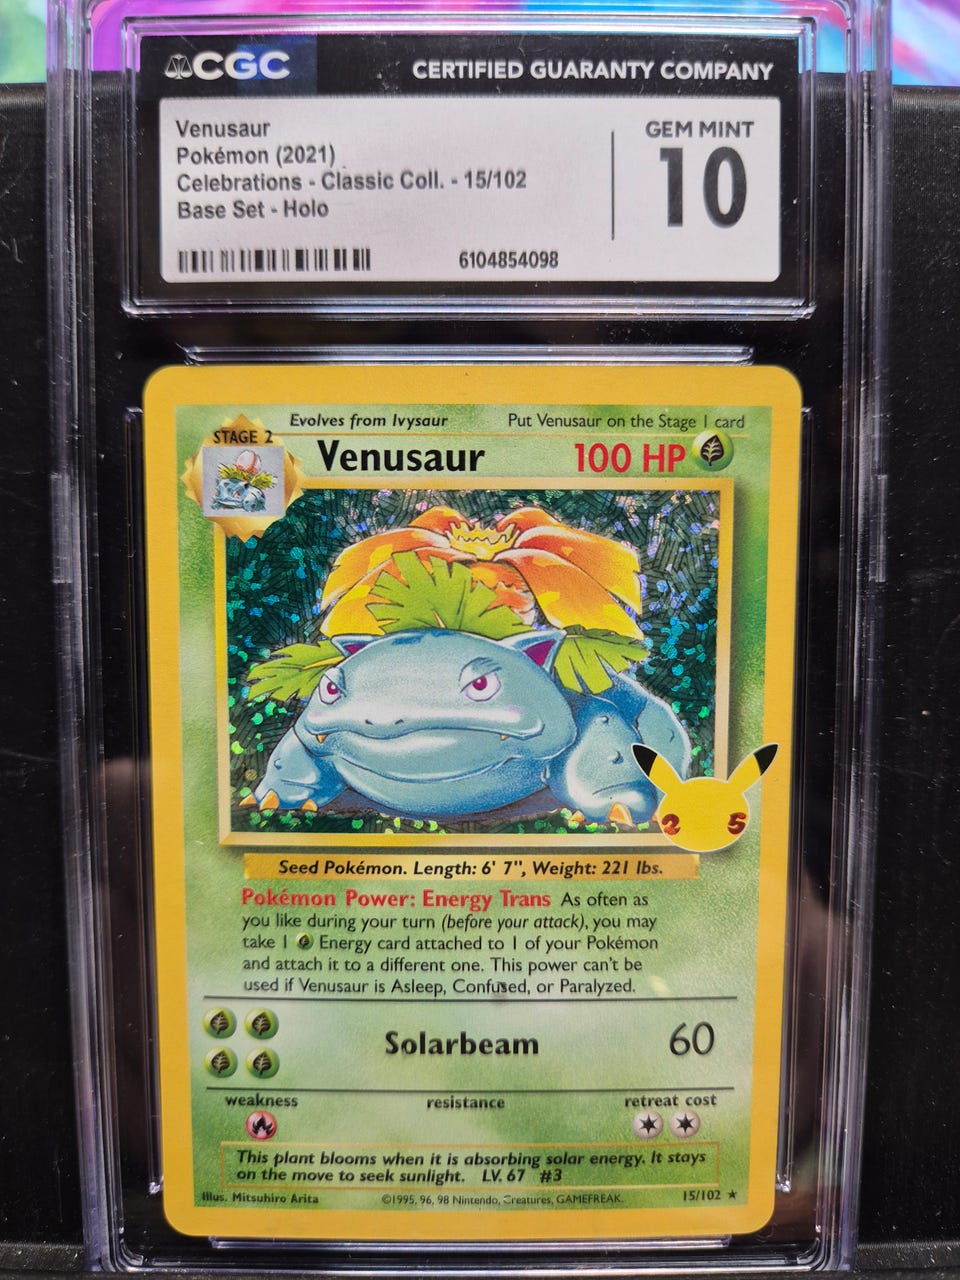 CGC
CERTIFIED GUARANTY COMPANY
Venusaur
Pokémon (2021)
Celebrations - Classic Coll. - 15/102
Base Set - Holo
GEM MINT
10
6104854098
Evolves from Ivysaur
Put Venusaur on the Stage 1 card
STAGE 2
Venusaur
100 HP
2 5
Seed Pokémon. Length: 6' 7", Weight: 221 lbs.
Pokémon Power: Energy Trans As often as
you like during your turn (before your attack), you may
take 1 Energy card attached to 1 of your Pokémon
and attach it to a different one. This power can't be
used if Venusaur is Asleep, Confused, or Paralyzed.
Solarbeam
60
weakness
resistance
retreat cost
This plant blooms when it is absorbing solar energy. It stays
on the move to seek sunlight. LV. 67 #3
Illus. Mitsuhiro Arita
©1995, 96, 98 Nintendo, Creatures, GAMEFREAK.
15/102 ★